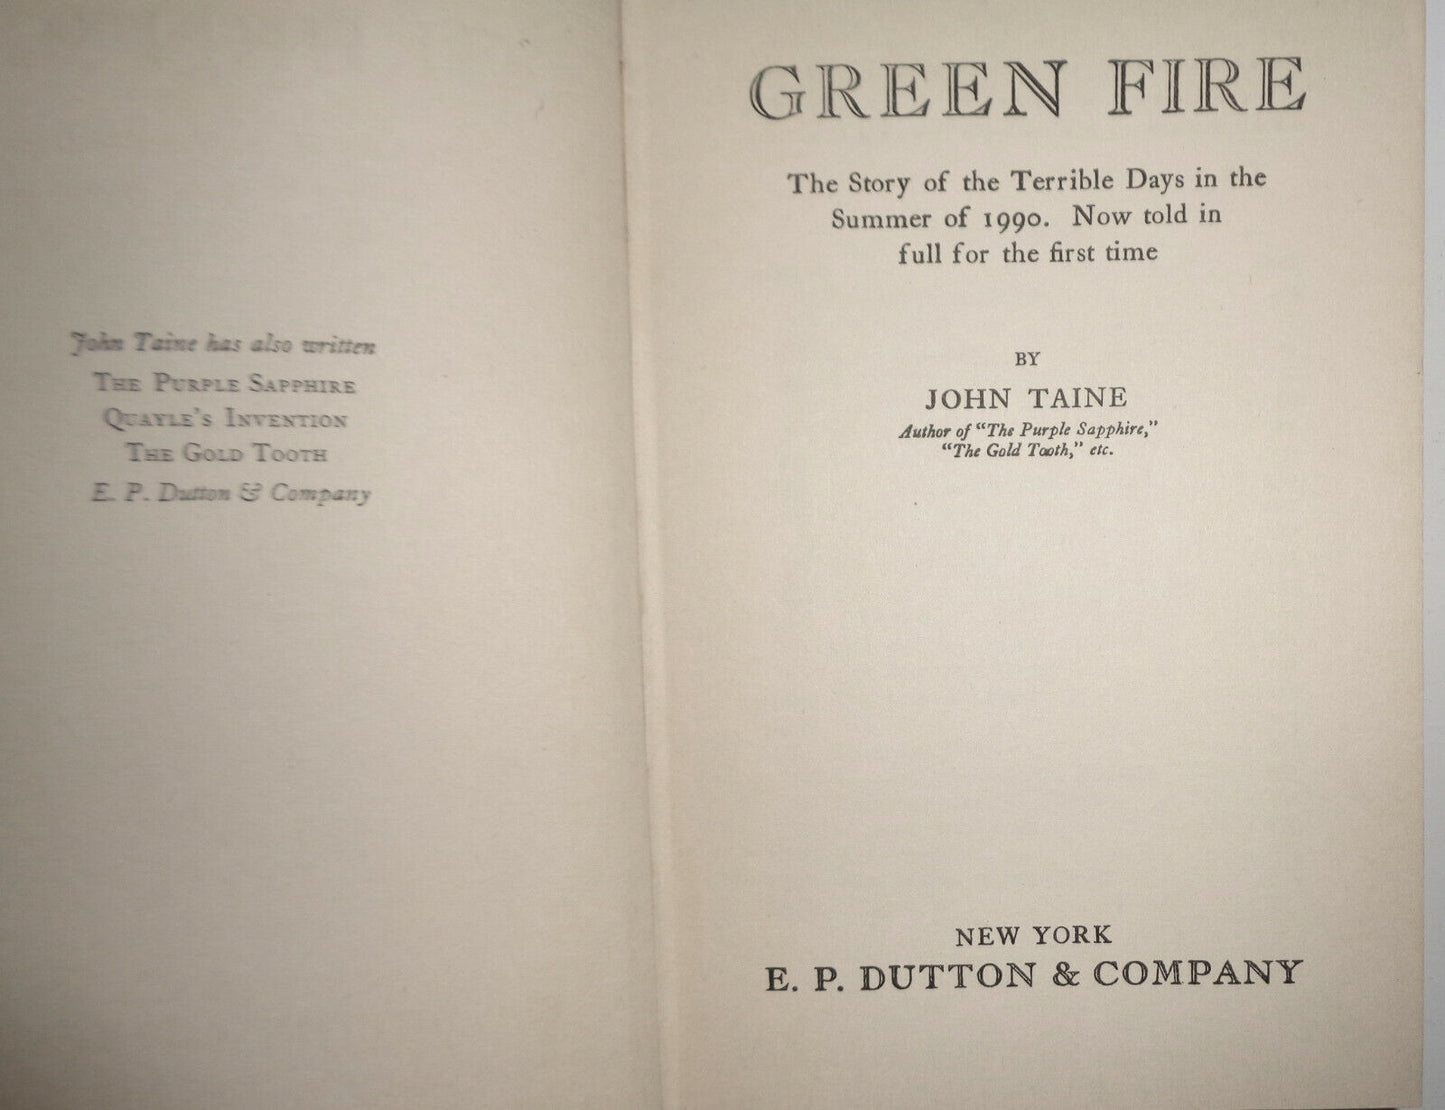 John Taine has also written
THE PURPLE SAPPHIRE
QUAYLE'S INVENTION
THE GOLD TOOTH
E. P. Dutton & Company
GREEN FIRE
The Story of the Terrible Days in the
Summer of 1990. Now told in
full for the first time
BY
JOHN TAINE
Author of "The Purple Sapphire,"
"The Gold Tooth," etc.
NEW YORK
E. P. DUTTON & COMPANY